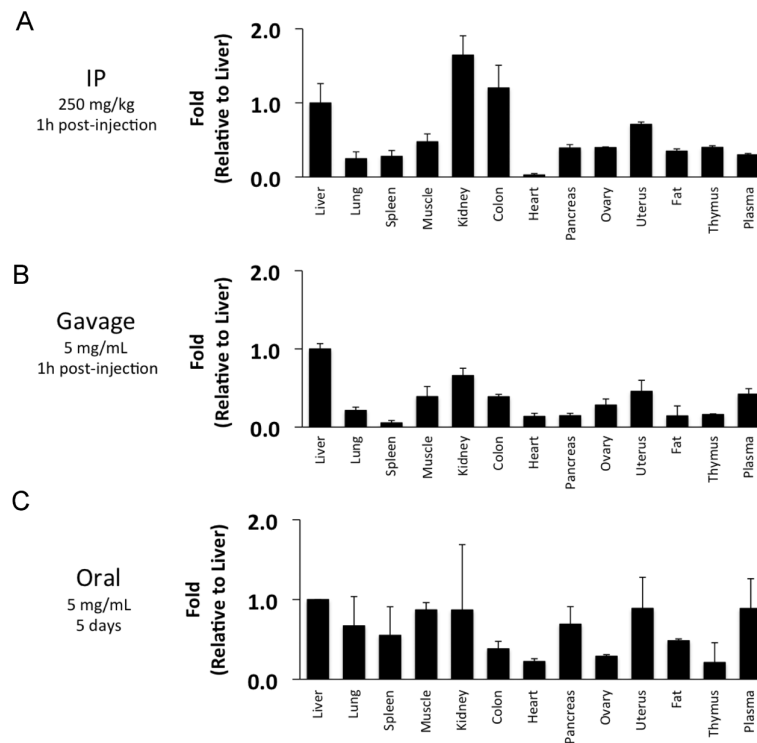 A
IP
250 mg/kg
1h post-injection
Fold
(Relative to Liver)
2.0
1.0
0.0
Liver
Lung
Spleen
Muscle
Kidney
Colon
Heart
Pancreas
Ovary
Uterus
Fat
Thymus
Plasma
B
Gavage
5 mg/mL
1h post-injection
Fold
(Relative to Liver)
2.0
1.0
0.0
Liver
Lung
Spleen
Muscle
Kidney
Colon
Heart
Pancreas
Ovary
Uterus
Fat
Thymus
Plasma
C
Oral
5 mg/mL
5 days
Fold
(Relative to Liver)
2.0
1.0
0.0
Liver
Lung
Spleen
Muscle
Kidney
Colon
Heart
Pancreas
Ovary
Uterus
Fat
Thymus
Plasma